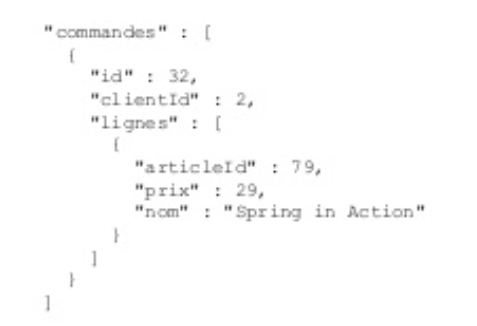 "commandes" : [
{
"id" : 32,
"clientId" : 2,
"lignes" : [
{
"articleId" : 79,
"prix" : 29,
"nom" : "Spring in Action"
}
]
}
]